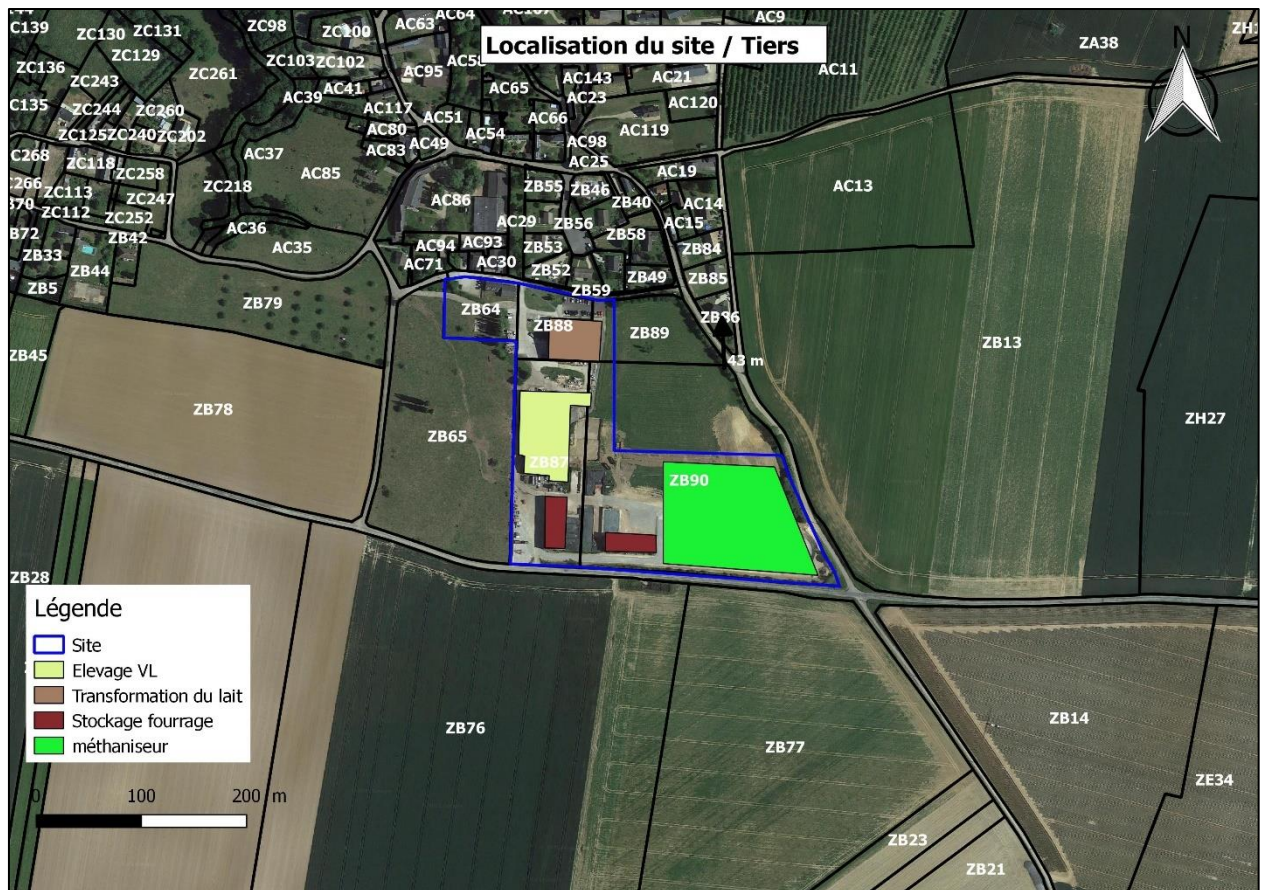 Localisation du site / Tiers
N
ZC139
ZC130
ZC131
ZC98
ZC100
AC63
AC64
AC9
ZA38
ZC129
ZC103
ZC102
AC58
ZC136
ZC243
ZC261
AC95
AC143
AC21
AC11
AC41
AC65
AC23
AC39
AC120
ZC244
ZC260
AC117
AC51
AC66
ZC125
ZC240
ZC202
AC80
AC54
AC119
AC49
AC98
AC83
AC37
AC25
ZC118
ZC258
AC85
AC19
ZC218
ZB55
ZB46
AC13
ZC113
ZC247
AC86
ZB40
AC14
ZC112
ZC252
AC36
AC29
ZB56
AC15
ZB72
ZB42
AC35
AC94
AC93
ZB53
ZB58
ZB84
ZB33
AC71
AC30
ZB52
ZB49
ZB85
ZB44
ZB5
ZB59
ZB79
ZB64
ZB88
ZB89
ZB86
ZB13
ZB45
43 m
ZB78
ZB65
ZH27
ZB87
ZB90
ZB28
ZB76
ZB77
ZB14
ZE34
ZB23
ZB21
Légende
Site
Elevage VL
Transformation du lait
Stockage fourrage
méthaniseur
0 100 200 m